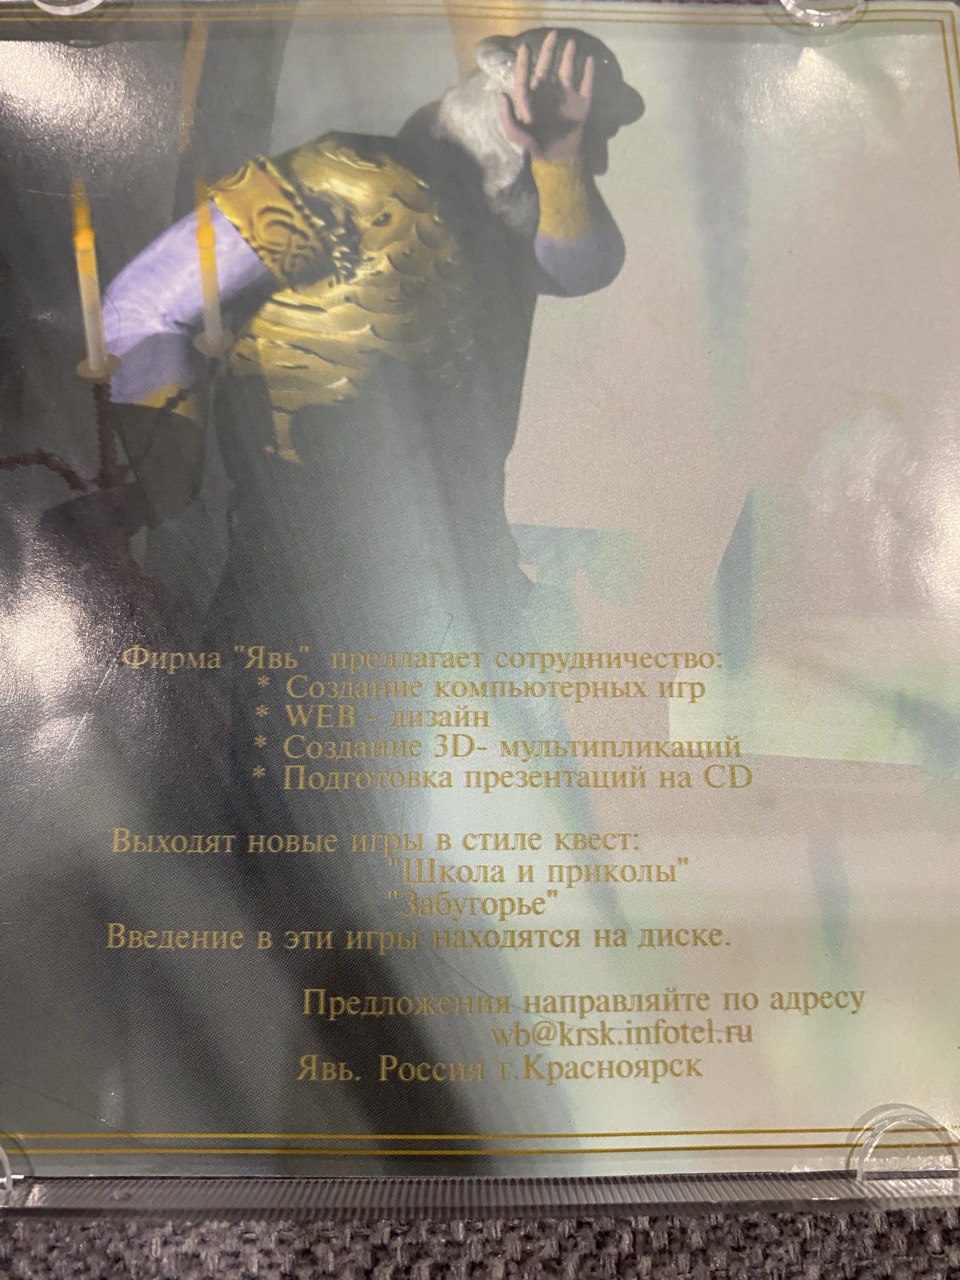 Фирма "Явь" предлагает сотрудничество:
* Создание компьютерных игр
* WEB - дизайн
* Создание 3D- мультипликаций
* Подготовка презентаций на CD
Выходят новые игры в стиле квест:
"Школа и приколы"
"Забугорье"
Введение в эти игры находятся на диске.
Предложения направляйте по адресу
wb@krsk.infotel.ru
Явь. Россия г.Красноярск